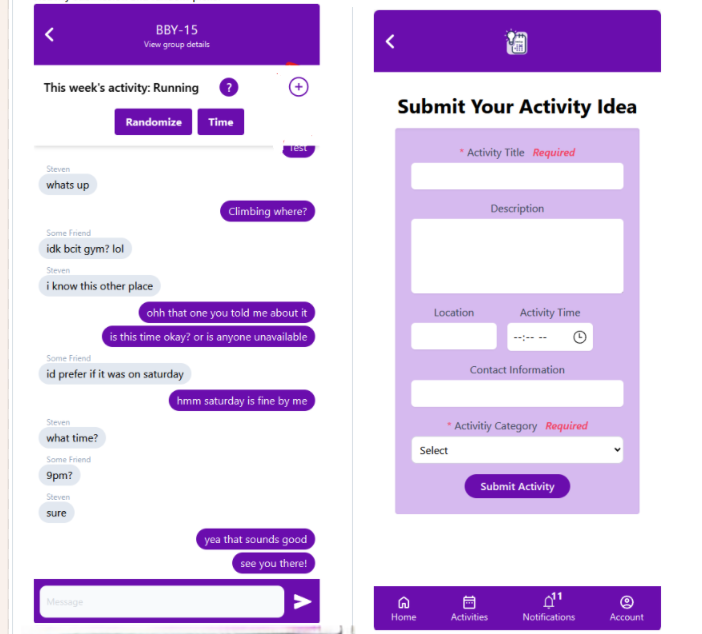 BBY-15
View group details
This week's activity: Running ?
Randomize Time
Test
Steven
whats up
Climbing where?
Some Friend
idk bcit gym? lol
Steven
i know this other place
ohh that one you told me about it
is this time okay? or is anyone unavailable
Some Friend
id prefer if it was on saturday
hmm saturday is fine by me
Steven
what time?
Some Friend
9pm?
Steven
sure
yea that sounds good
see you there!
Message
Submit Your Activity Idea
* Activity Title Required
Description
Location Activity Time
--:-- --
Contact Information
* Activitiy Category Required
Select
Submit Activity
11
Home Activities Notifications Account